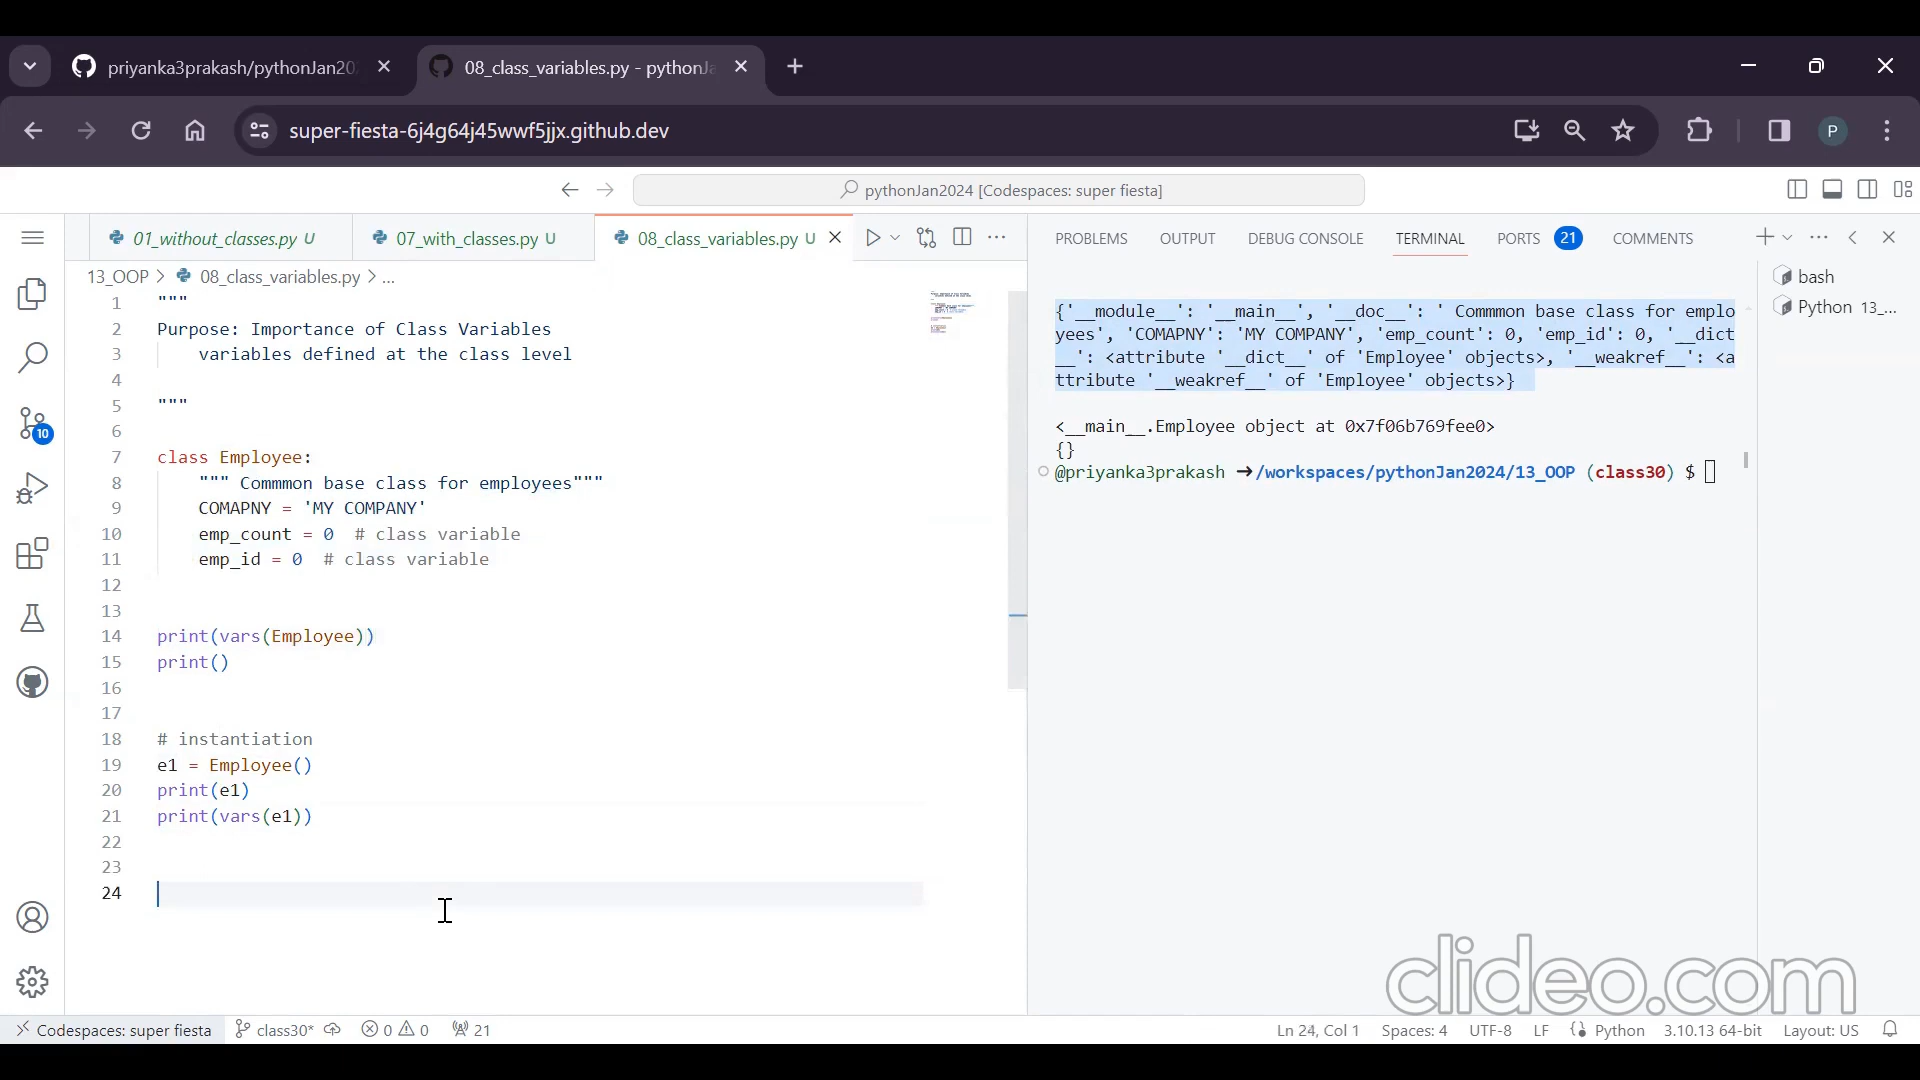 priyanka3prakash/pythonJan20
08_class_variables.py - pythonJa
super-fiesta-6j4g64j45wwf5jjx.github.dev
P
pythonJan2024 [Codespaces: super fiesta]
01_without_classes.py U
07_with_classes.py U
08_class_variables.py U
PROBLEMS OUTPUT DEBUG CONSOLE TERMINAL PORTS 21 COMMENTS
13_OOP > 08_class_variables.py > ...
1 """
2 Purpose: Importance of Class Variables
3 variables defined at the class level
4
5 """
6
7 class Employee:
8 """ Commmon base class for employees"""
9 COMAPNY = 'MY COMPANY'
10 emp_count = 0 # class variable
11 emp_id = 0 # class variable
12
13
14 print(vars(Employee))
15 print()
16
17
18 # instantiation
19 e1 = Employee()
20 print(e1)
21 print(vars(e1))
22
23
24
10
{'__module__': '__main__', '__doc__': ' Commmon base class for emplo
yees', 'COMAPNY': 'MY COMPANY', 'emp_count': 0, 'emp_id': 0, '__dict
__': <attribute '__dict__' of 'Employee' objects>, '__weakref__': <a
ttribute '__weakref__' of 'Employee' objects>}
<__main__.Employee object at 0x7f06b769fee0>
{}
@priyanka3prakash →/workspaces/pythonJan2024/13_OOP (class30) $
bash
Python 13_...
clideo.com
Codespaces: super fiesta class30* 0 0 21
Ln 24, Col 1 Spaces: 4 UTF-8 LF Python 3.10.13 64-bit Layout: US